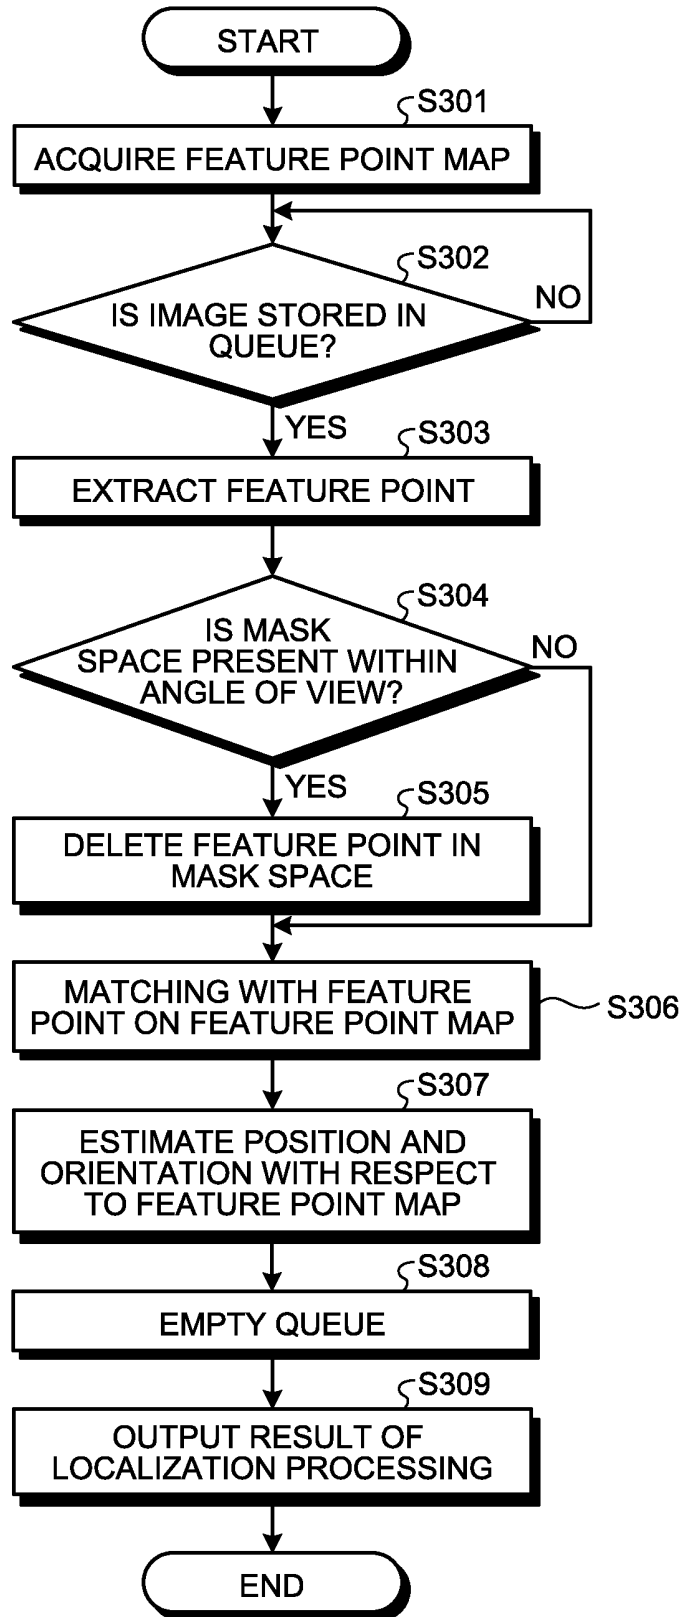 START
S301
ACQUIRE FEATURE POINT MAP
S302
IS IMAGE STORED IN
QUEUE?
NO
YES
S303
EXTRACT FEATURE POINT
S304
IS MASK
SPACE PRESENT WITHIN
ANGLE OF VIEW?
NO
YES
S305
DELETE FEATURE POINT IN
MASK SPACE
MATCHING WITH FEATURE
POINT ON FEATURE POINT MAP
S306
S307
ESTIMATE POSITION AND
ORIENTATION WITH RESPECT
TO FEATURE POINT MAP
S308
EMPTY QUEUE
S309
OUTPUT RESULT OF
LOCALIZATION PROCESSING
END